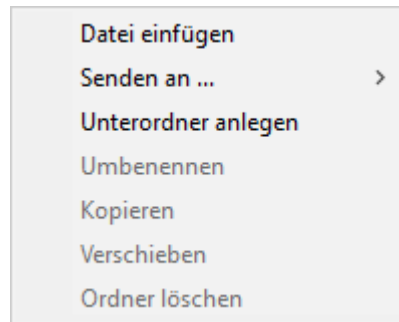 Datei einfügen
Senden an ...
Unterordner anlegen
Umbenennen
Kopieren
Verschieben
Ordner löschen